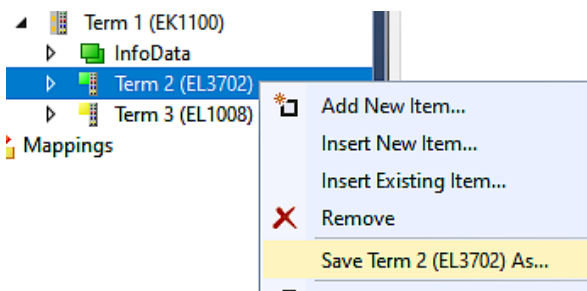 Term 1 (EK1100)
InfoData
Term 2 (EL3702)
Term 3 (EL1008)
Mappings
Add New Item...
Insert New Item...
Insert Existing Item...
Remove
Save Term 2 (EL3702) As...